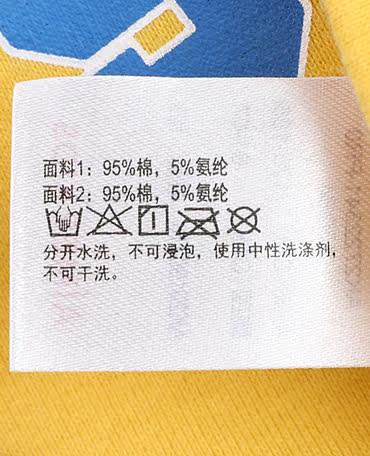 面料1：95%棉，5%氨纶
面料2：95%棉，5%氨纶
分开水洗，不可浸泡，使用中性洗涤剂，
不可干洗。